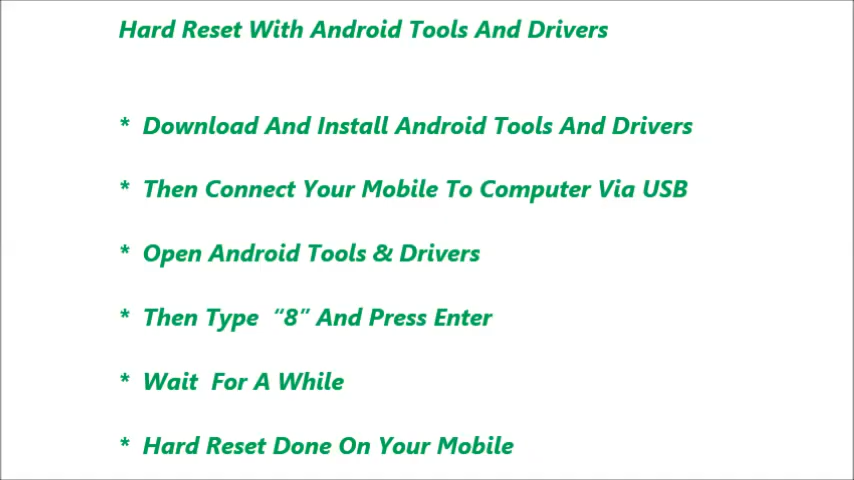 Hard Reset With Android Tools And Drivers
* Download And Install Android Tools And Drivers
* Then Connect Your Mobile To Computer Via USB
* Open Android Tools & Drivers
* Then Type “8” And Press Enter
* Wait For A While
* Hard Reset Done On Your Mobile